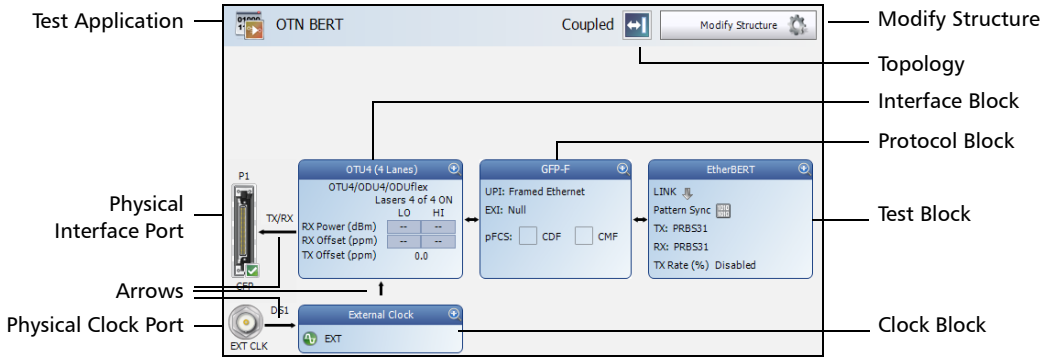 Test Application
OTN BERT
Coupled
Modify Structure
Modify Structure
Topology
Interface Block
Protocol Block
P1
OTU4 (4 Lanes)
OTU4/ODU4/ODUflex
Lasers 4 of 4 ON
LO HI
RX Power (dBm) -- --
RX Offset (ppm) -- --
TX Offset (ppm) 0.0
GFP-F
UPI: Framed Ethernet
EXI: Null
pFCS: CDF CMF
EtherBERT
LINK
Pattern Sync
TX: PRBS31
RX: PRBS31
TX Rate (%) Disabled
Test Block
Physical
Interface Port
TX/RX
CFP
Arrows
Physical Clock Port
DS1
EXT CLK
External Clock
EXT
Clock Block